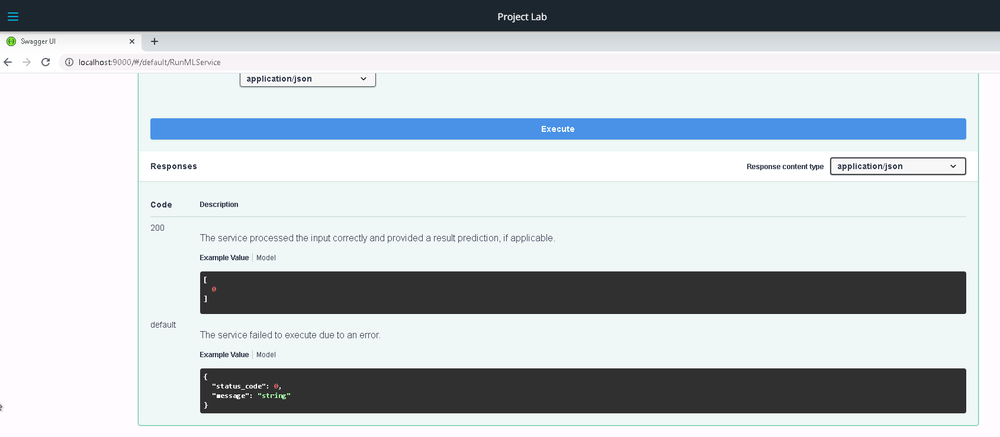 Project Lab
Swagger UI
localhost:9000/#/default/RunMLService
application/json
Execute
Responses
Response content type
application/json
Code
Description
200
The service processed the input correctly and provided a result prediction, if applicable.
Example Value
Model
[
0
]
default
The service failed to execute due to an error.
Example Value
Model
{
"status_code": 0,
"message": "string"
}